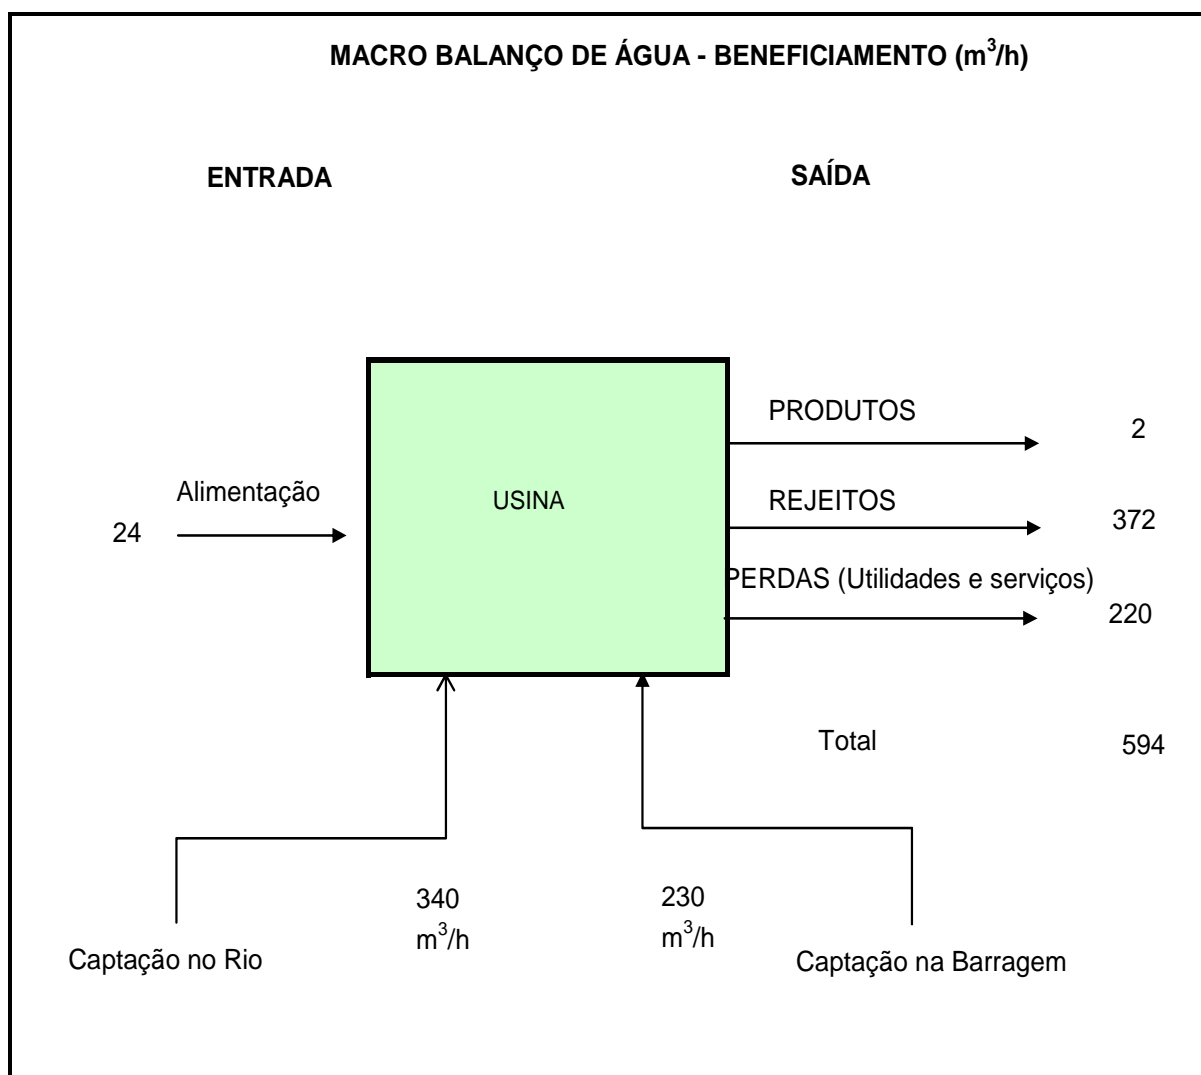 MACRO BALANÇO DE ÁGUA - BENEFICIAMENTO (m³/h)
ENTRADA
SAÍDA
PRODUTOS
2
Alimentação
USINA
REJEITOS
24
372
PERDAS (Utilidades e serviços)
220
Total
594
340
m³/h
230
m³/h
Captação no Rio
Captação na Barragem